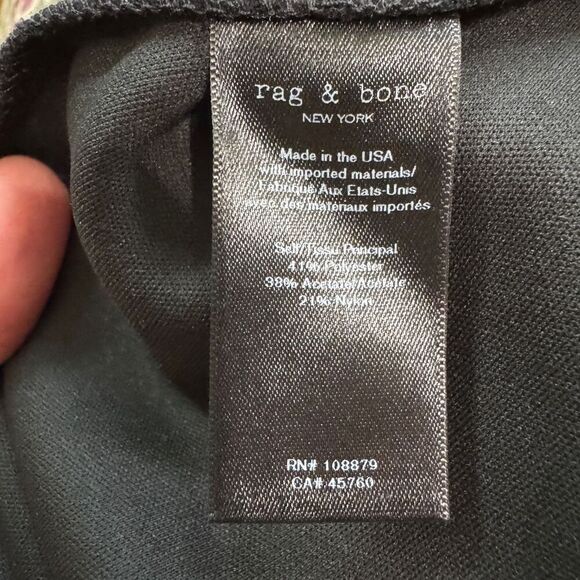 rag & bone
NEW YORK
Made in the USA
with imported materials/
Fabriqué Aux Etats-Unis
avec des matériaux importés
Self/Tissu Principal
41% Polyester
38% Acetate/Acétate
21% Nylon
RN# 108879
CA# 45760